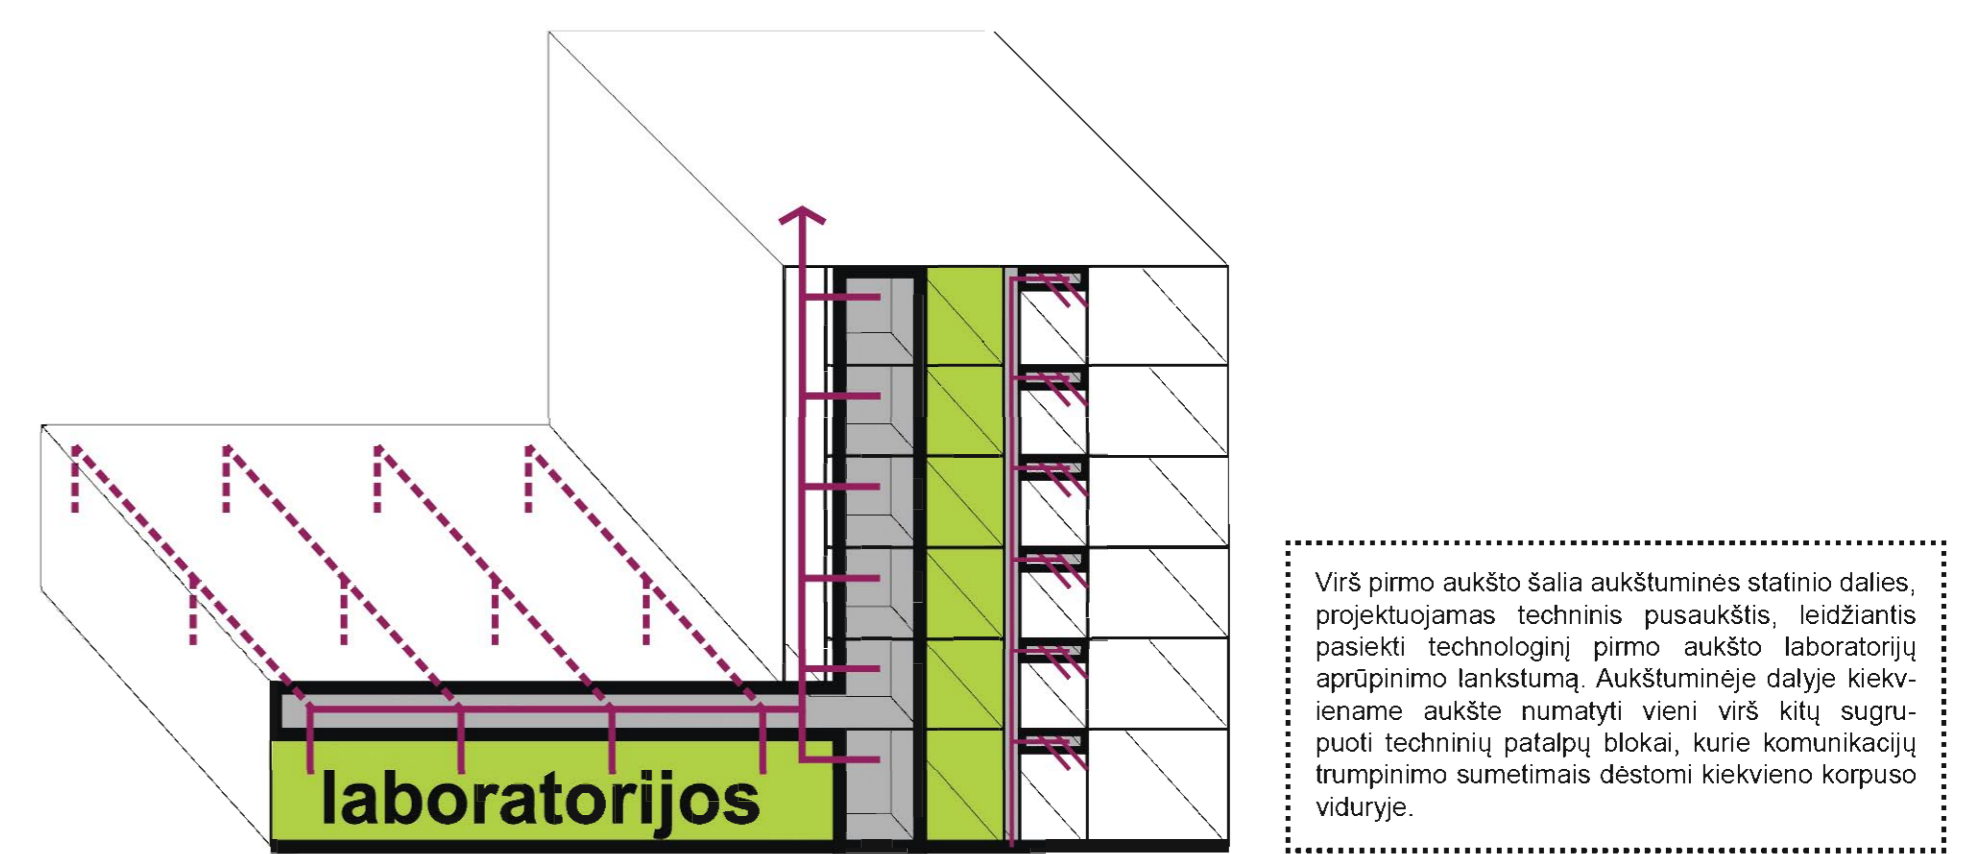 laboratorijos
Virš pirmo aukšto šalia aukštuminės statinio dalies,
projektuojamas techninis pusaukštis, leidžiantis
pasiekti technologinį pirmo aukšto laboratorijų
aprūpinimo lankstumą. Aukštuminėje dalyje kiekv-
iename aukšte numatyti vieni virš kitų sugru-
puoti techninių patalpų blokai, kurie komunikacijų
trumpinimo sumetimais dėstomi kiekvieno korpuso
viduryje.